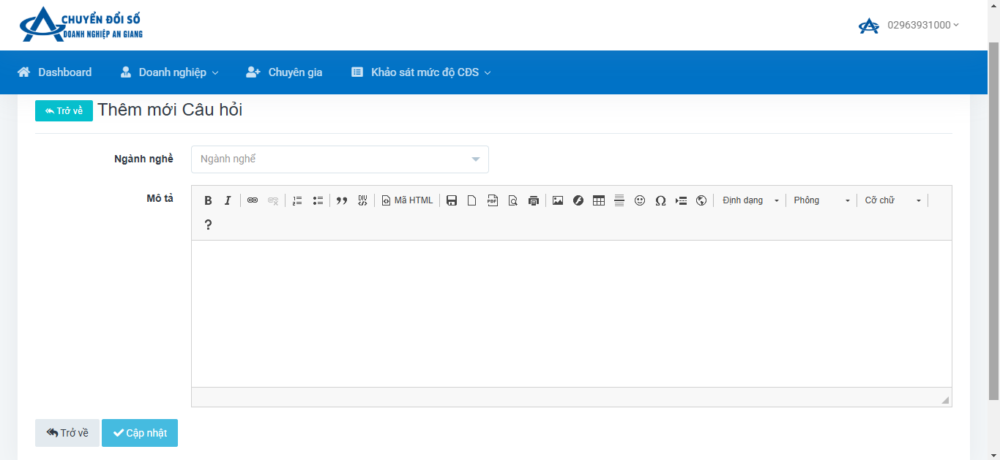 CHUYỂN ĐỔI SỐ
DOANH NGHIỆP AN GIANG
02963931000
Dashboard Doanh nghiệp Chuyên gia Khảo sát mức độ CĐS
Trở về Thêm mới Câu hỏi
Ngành nghề Ngành nghề
Mô tả B I DIV Mã HTML PDF Ω Định dạng Phông Cỡ chữ
?
Trở về Cập nhật